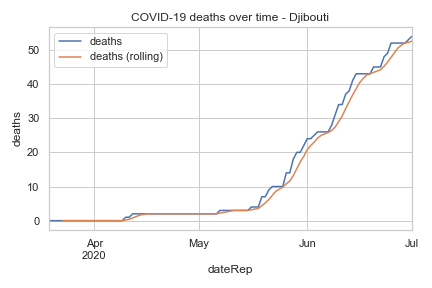 COVID-19 deaths over time - Djibouti
deaths
deaths (rolling)
deaths
50
40
30
20
10
0
Apr
2020
May
Jun
Jul
dateRep